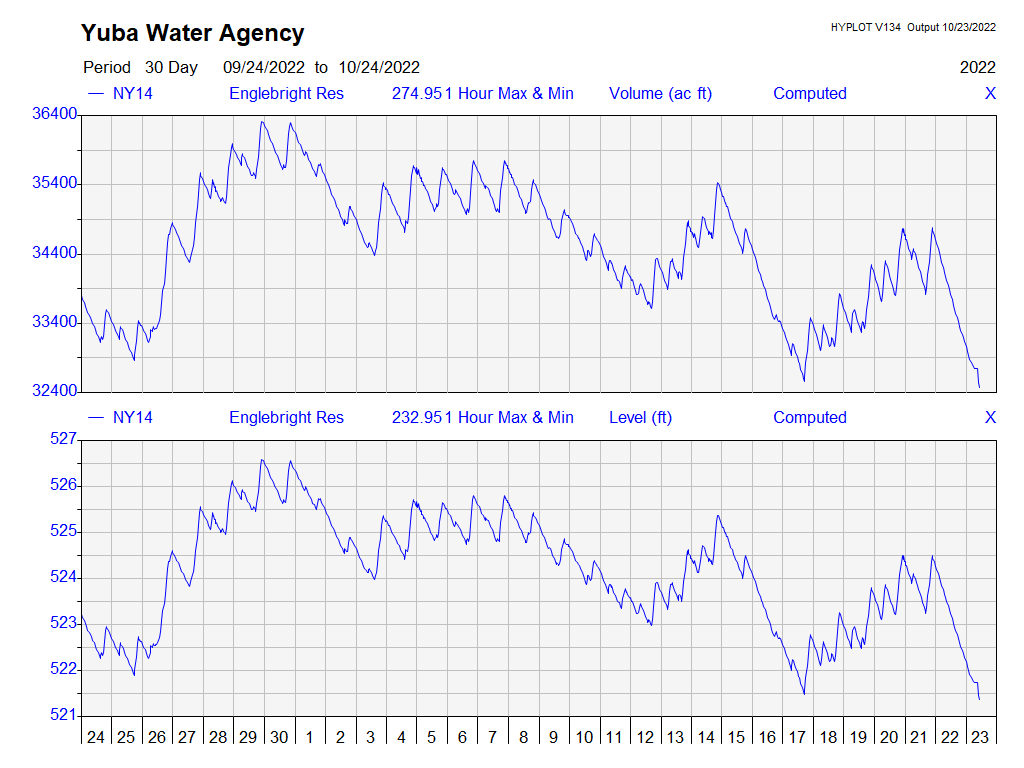 Yuba Water Agency
HYPLOT V134 Output 10/23/2022
Period 30 Day 09/24/2022 to 10/24/2022 2022
NY14 Englebright Res 274.951 Hour Max & Min Volume (ac ft) Computed X
36400
35400
34400
33400
32400
NY14 Englebright Res 232.951 Hour Max & Min Level (ft) Computed X
527
526
525
524
523
522
521
24 25 26 27 28 29 30 1 2 3 4 5 6 7 8 9 10 11 12 13 14 15 16 17 18 19 20 21 22 23